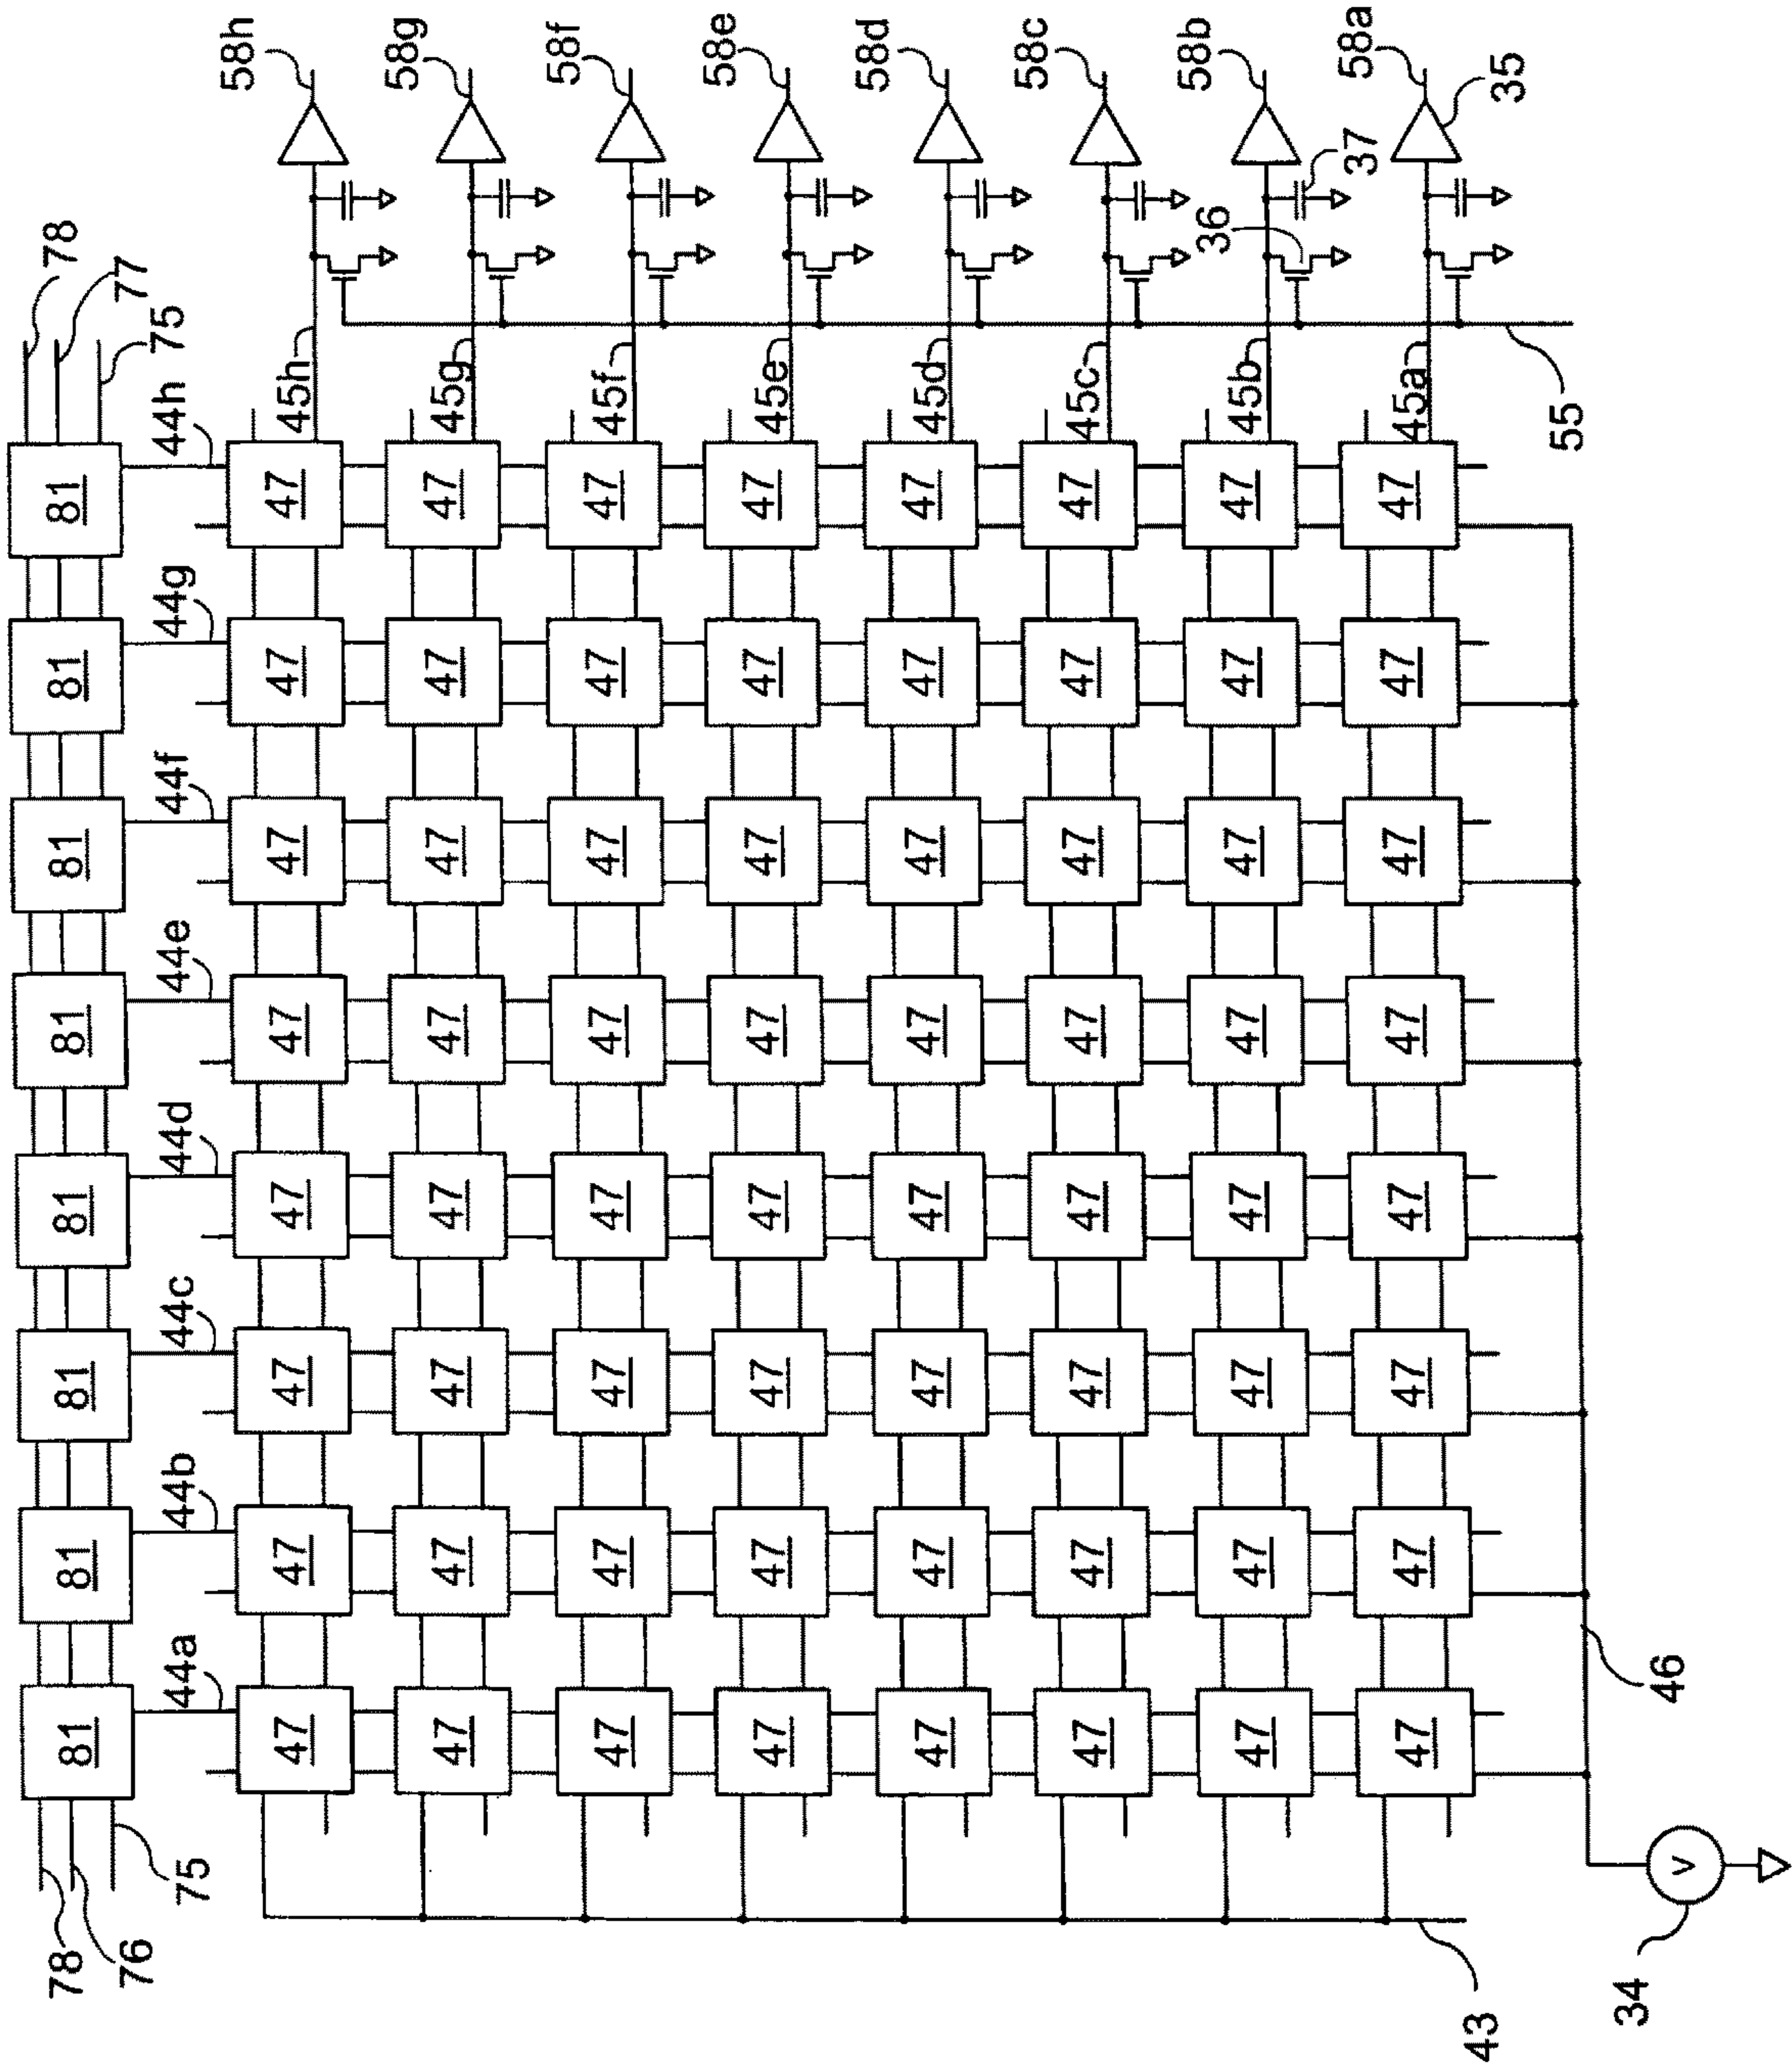 78 81 81 81 81 81 81 81 81 78
76 77
75 44a 44b 44c 44d 44e 44f 44g 44h 75
47 47 47 47 47 47 47 47 45h 58h
47 47 47 47 47 47 47 47 45g 58g
47 47 47 47 47 47 47 47 45f 58f
47 47 47 47 47 47 47 47 45e 58e
47 47 47 47 47 47 47 47 45d 58d
47 47 47 47 47 47 47 47 45c 58c
36
47 47 47 47 47 47 47 47 45b 58b
37
47 47 47 47 47 47 47 47 45a 58a
43 35
55
34 46
V